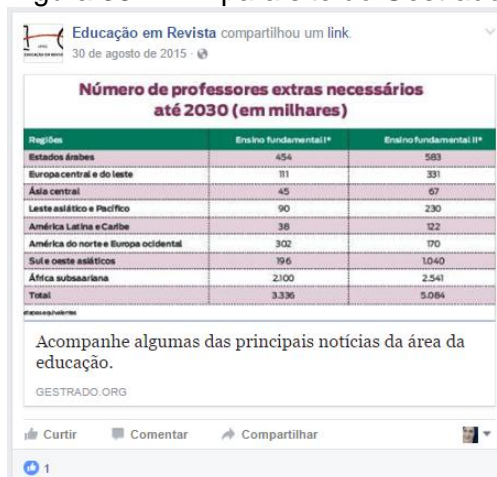 Educação em Revista compartilhou um link.
30 de agosto de 2015
Número de professores extras necessários
até 2030 (em milhares)
Regiões Ensino fundamental I* Ensino fundamental II*
Estados árabes 454 583
Europa central e do leste 111 331
Ásia central 45 67
Leste asiático e Pacífico 90 230
América Latina e Caribe 38 122
América do norte e Europa ocidental 302 170
Sul e oeste asiáticos 196 1.040
África subsaariana 2.100 2.541
Total 3.336 5.084
etapas equivalentes
Acompanhe algumas das principais notícias da área da
educação.
GESTRADO.ORG
Curtir Comentar Compartilhar
1